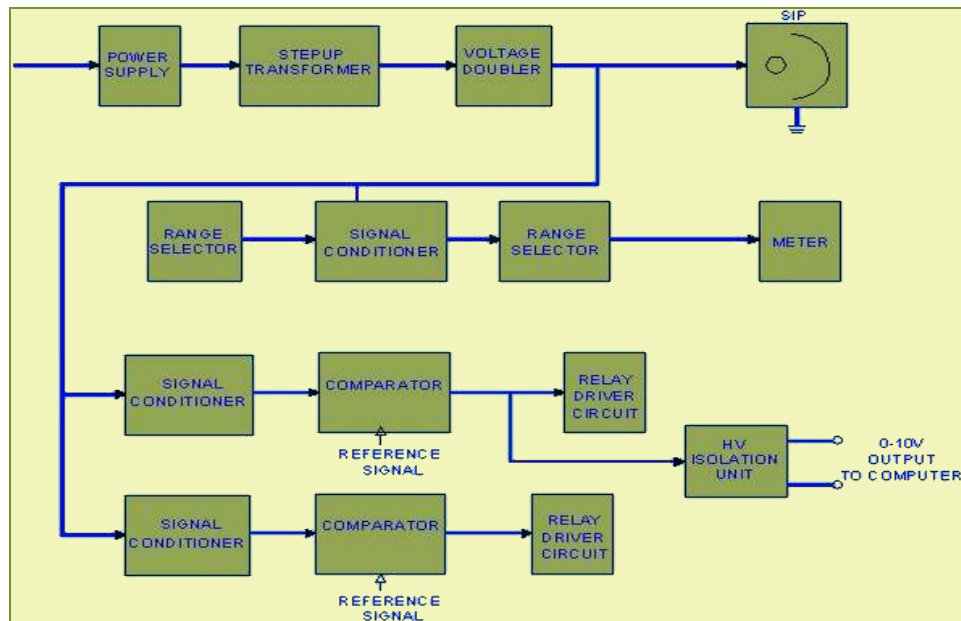 SIP
POWER
SUPPLY
STEPUP
TRANSFORMER
VOLTAGE
DOUBLER
RANGE
SELECTOR
SIGNAL
CONDITIONER
RANGE
SELECTOR
METER
SIGNAL
CONDITIONER
COMPARATOR
RELAY
DRIVER
CIRCUIT
REFERENCE
SIGNAL
HV
ISOLATION
UNIT
0-10V
OUTPUT
TO COMPUTER
SIGNAL
CONDITIONER
COMPARATOR
RELAY
DRIVER
CIRCUIT
REFERENCE
SIGNAL